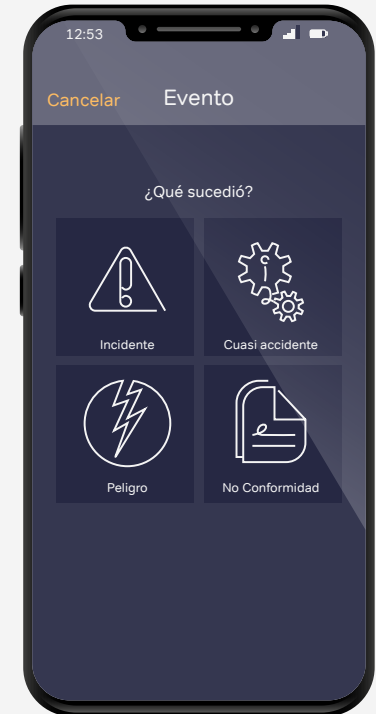 12:53
Cancelar Evento
¿Qué sucedió?
Incidente Cuasi accidente
Peligro No Conformidad